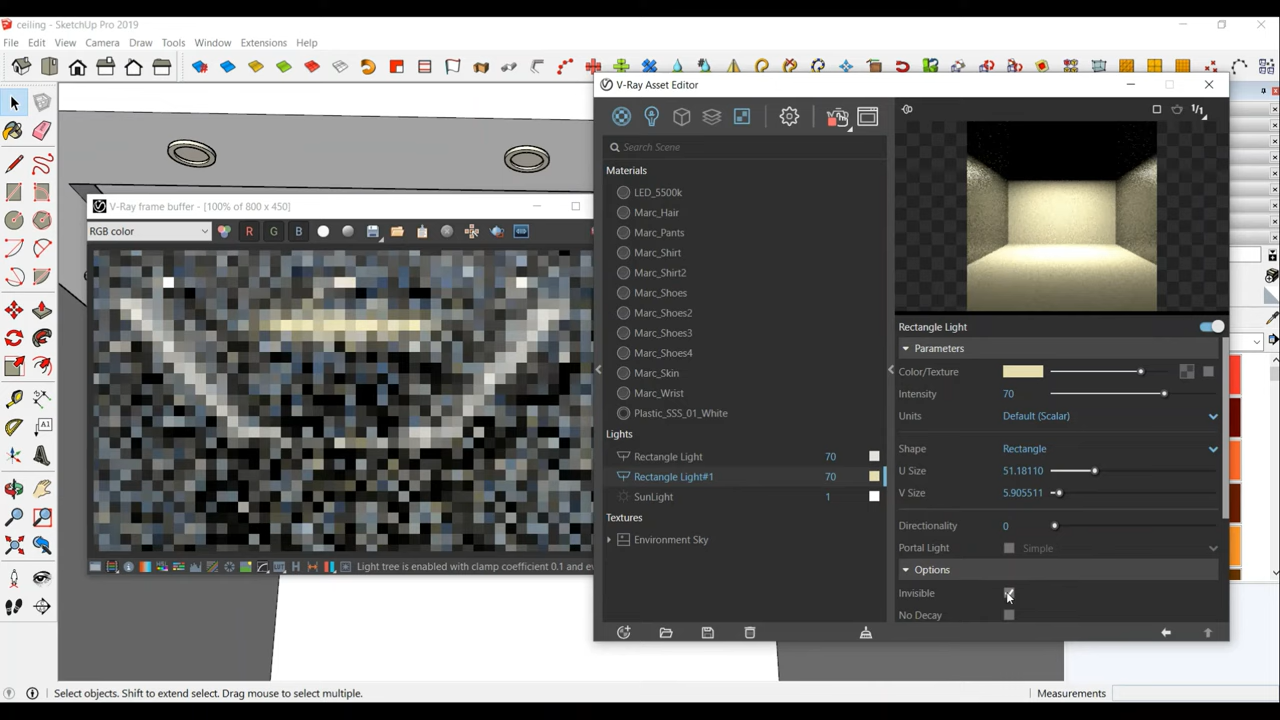 ceiling - SketchUp Pro 2019
File Edit View Camera Draw Tools Window Extensions Help
V-Ray Asset Editor
Search Scene
Materials
LED_5500k
Marc_Hair
Marc_Pants
Marc_Shirt
Marc_Shirt2
Marc_Shoes
Marc_Shoes2
Marc_Shoes3
Marc_Shoes4
Marc_Skin
Marc_Wrist
Plastic_SSS_01_White
Lights
Rectangle Light 70
Rectangle Light#1 70
SunLight 1
Textures
Environment Sky
1/1
Rectangle Light
Parameters
Color/Texture
Intensity 70
Units Default (Scalar)
Shape Rectangle
U Size 51.18110
V Size 5.905511
Directionality 0
Portal Light Simple
Options
Invisible
No Decay
V-Ray frame buffer - [100% of 800 x 450]
RGB color R G B
Light tree is enabled with clamp coefficient 0.1 and ev
A1
Select objects. Shift to extend select. Drag mouse to select multiple.
Measurements